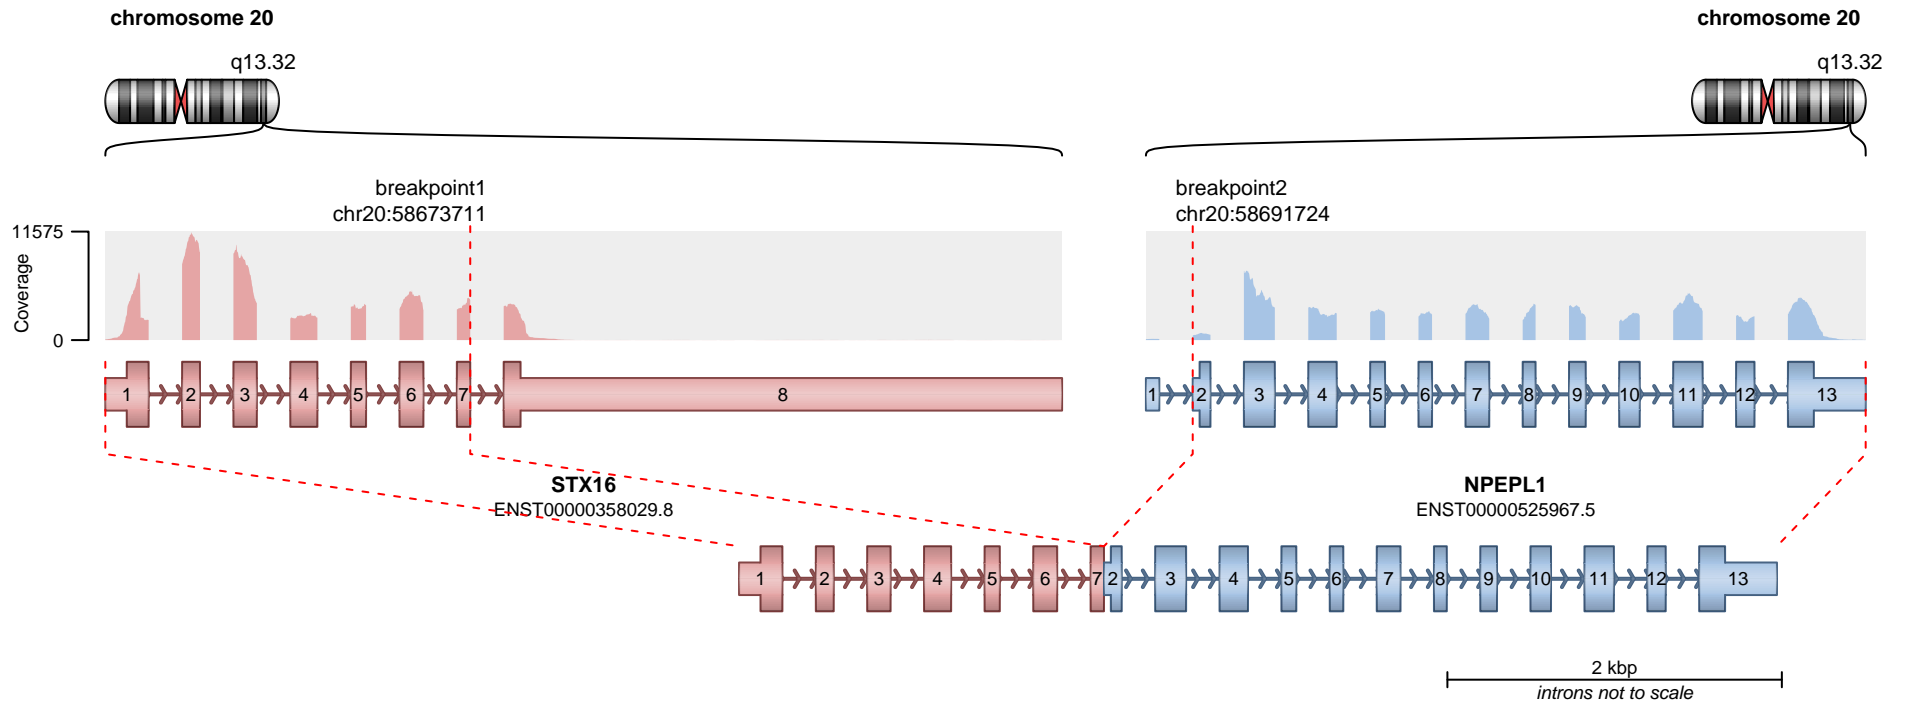 chromosome 20
chromosome 20
q13.32
q13.32
breakpoint1
chr20:58673711
breakpoint2
chr20:58691724
11575
Coverage
0
1 2 3 4 5 6 7 8
1 2 3 4 5 6 7 8 9 10 11 12 13
STX16
ENST00000358029.8
NPEPL1
ENST00000525967.5
1 2 3 4 5 6 7 2 3 4 5 6 7 8 9 10 11 12 13
2 kbp
introns not to scale